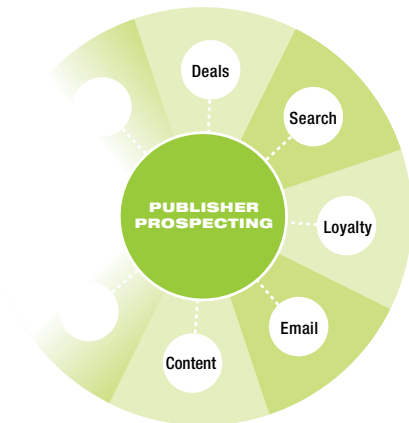 Deals
Search
PUBLISHER
PROSPECTING
Loyalty
Email
Content